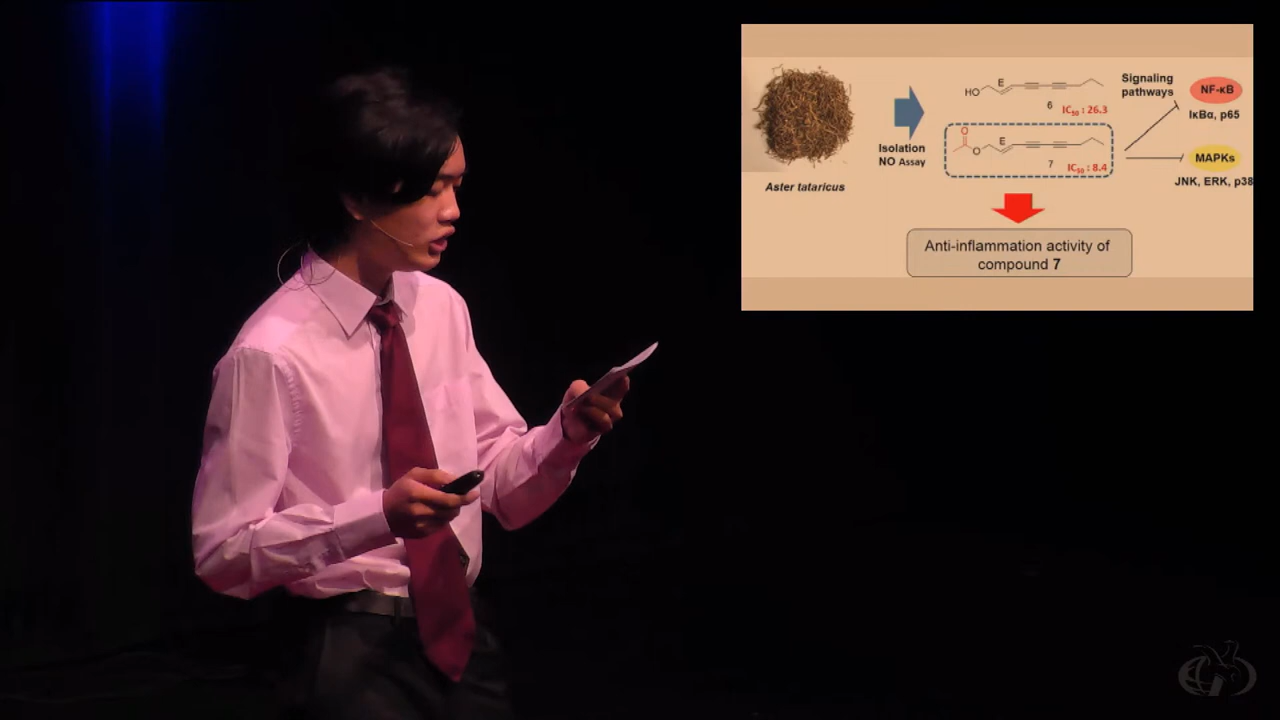 Aster tataricus
Isolation
NO Assay
HO
E
6
IC50 : 26.3
O
O
E
7
IC50 : 8.4
Signaling
pathways
NF-κB
IκBα, p65
MAPKs
JNK, ERK, p38
Anti-inflammation activity of
compound 7